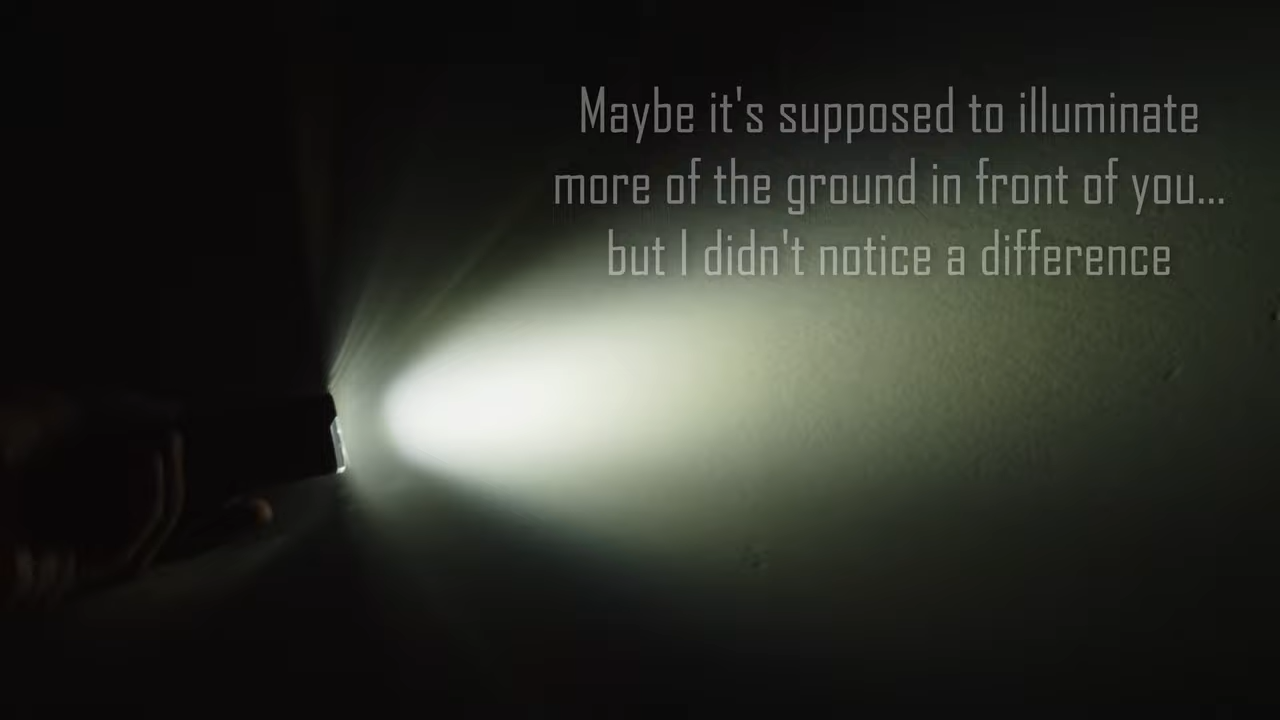 Maybe it's supposed to illuminate
more of the ground in front of you...
but I didn't notice a difference